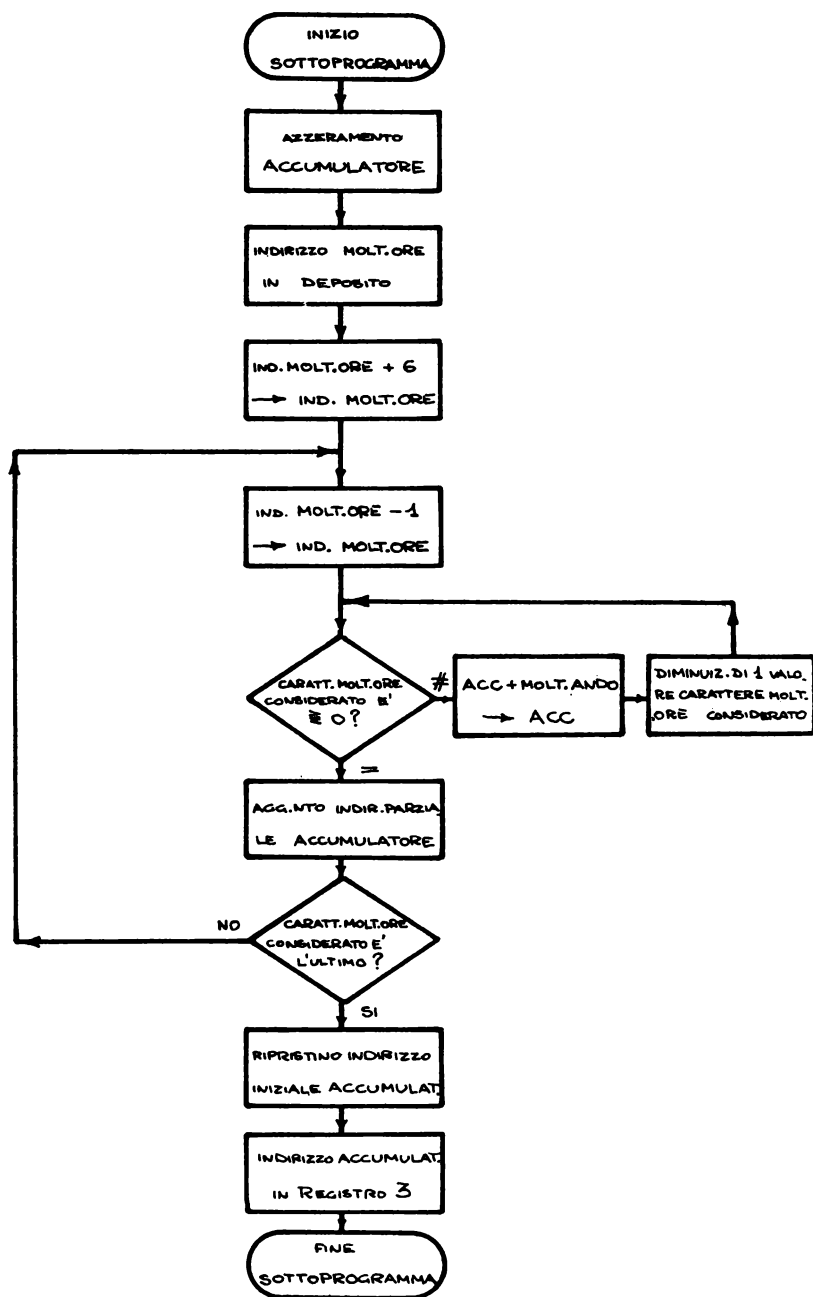 INIZIO
SOTTOPROGRAMMA
AZZERAMENTO
ACCUMULATORE
INDIRIZZO MOLT.ORE
IN DEPOSITO
IND. MOLT.ORE + 6
→ IND. MOLT.ORE
IND. MOLT.ORE -1
→ IND. MOLT.ORE
CARATT. MOLT.ORE
CONSIDERATO E'
≡ 0 ?
#
ACC + MOLT.ANDO
→ ACC
DIMINUIZ. DI 1 VALO.
RE CARATTERE MOLT.
.ORE CONSIDERATO
=
AGG.NTO INDIR.PARZIA.
LE ACCUMULATORE
NO
CARATT. MOLT.ORE
CONSIDERATO E'
L'ULTIMO ?
SI
RIPRISTINO INDIRIZZO
INIZIALE ACCUMULAT.
INDIRIZZO ACCUMULAT.
IN REGISTRO 3
FINE
SOTTOPROGRAMMA